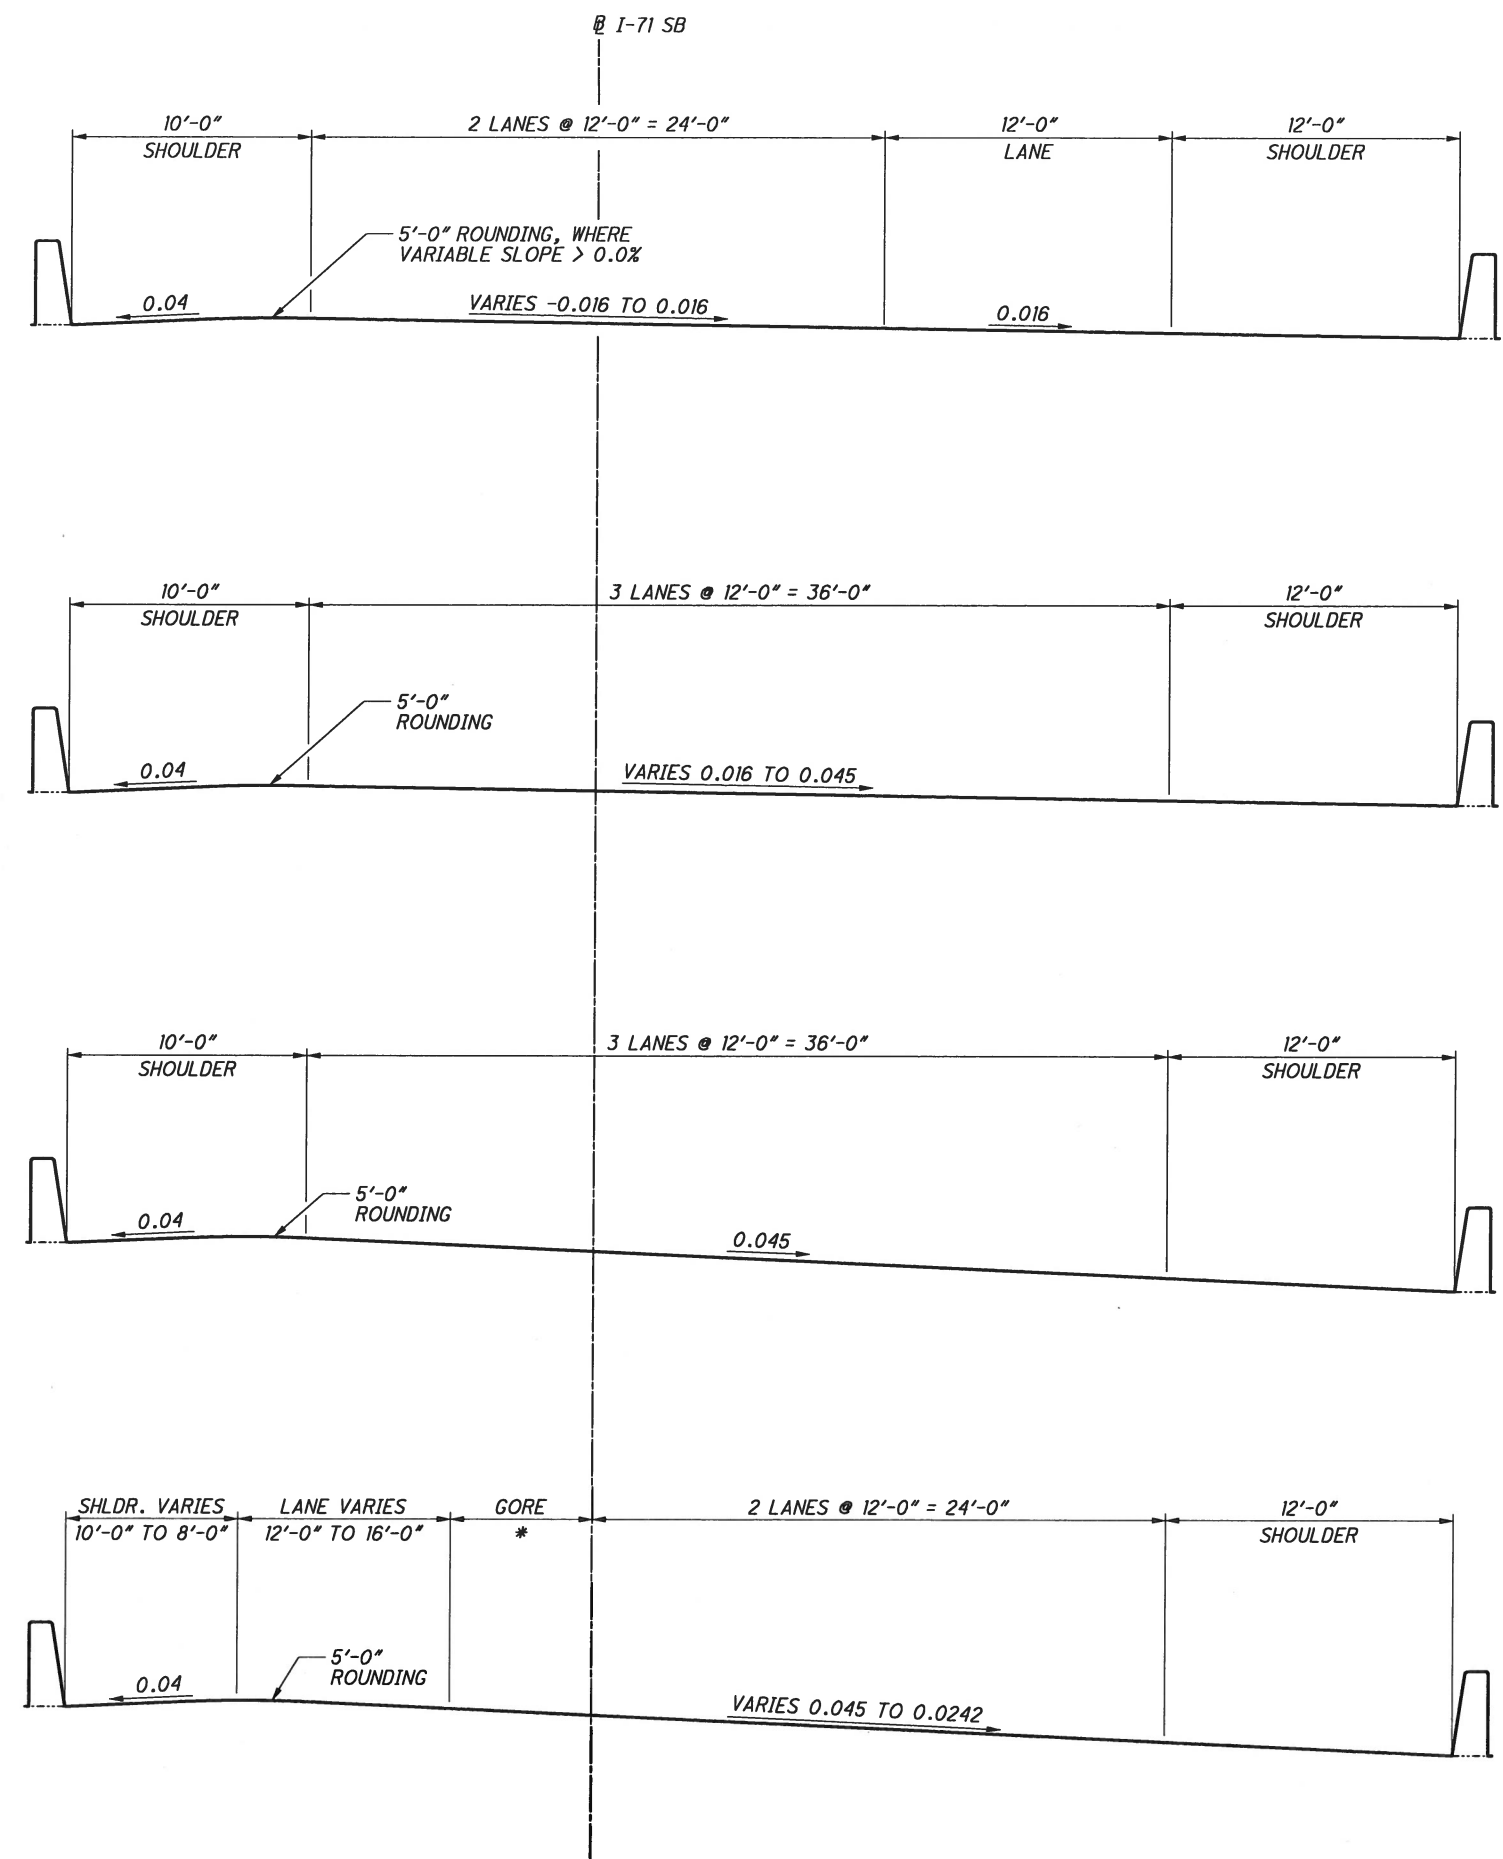 ℄ I-71 SB
10'-0" 2 LANES @ 12'-0" = 24'-0" 12'-0" 12'-0"
SHOULDER LANE SHOULDER
5'-0" ROUNDING, WHERE
VARIABLE SLOPE > 0.0%
0.04 VARIES -0.016 TO 0.016 0.016
10'-0" 3 LANES @ 12'-0" = 36'-0" 12'-0"
SHOULDER SHOULDER
5'-0"
ROUNDING
0.04 VARIES 0.016 TO 0.045
10'-0" 3 LANES @ 12'-0" = 36'-0" 12'-0"
SHOULDER SHOULDER
5'-0"
ROUNDING
0.04 0.045
SHLDR. VARIES LANE VARIES GORE 2 LANES @ 12'-0" = 24'-0" 12'-0"
10'-0" TO 8'-0" 12'-0" TO 16'-0" * SHOULDER
5'-0"
ROUNDING
0.04 VARIES 0.045 TO 0.0242